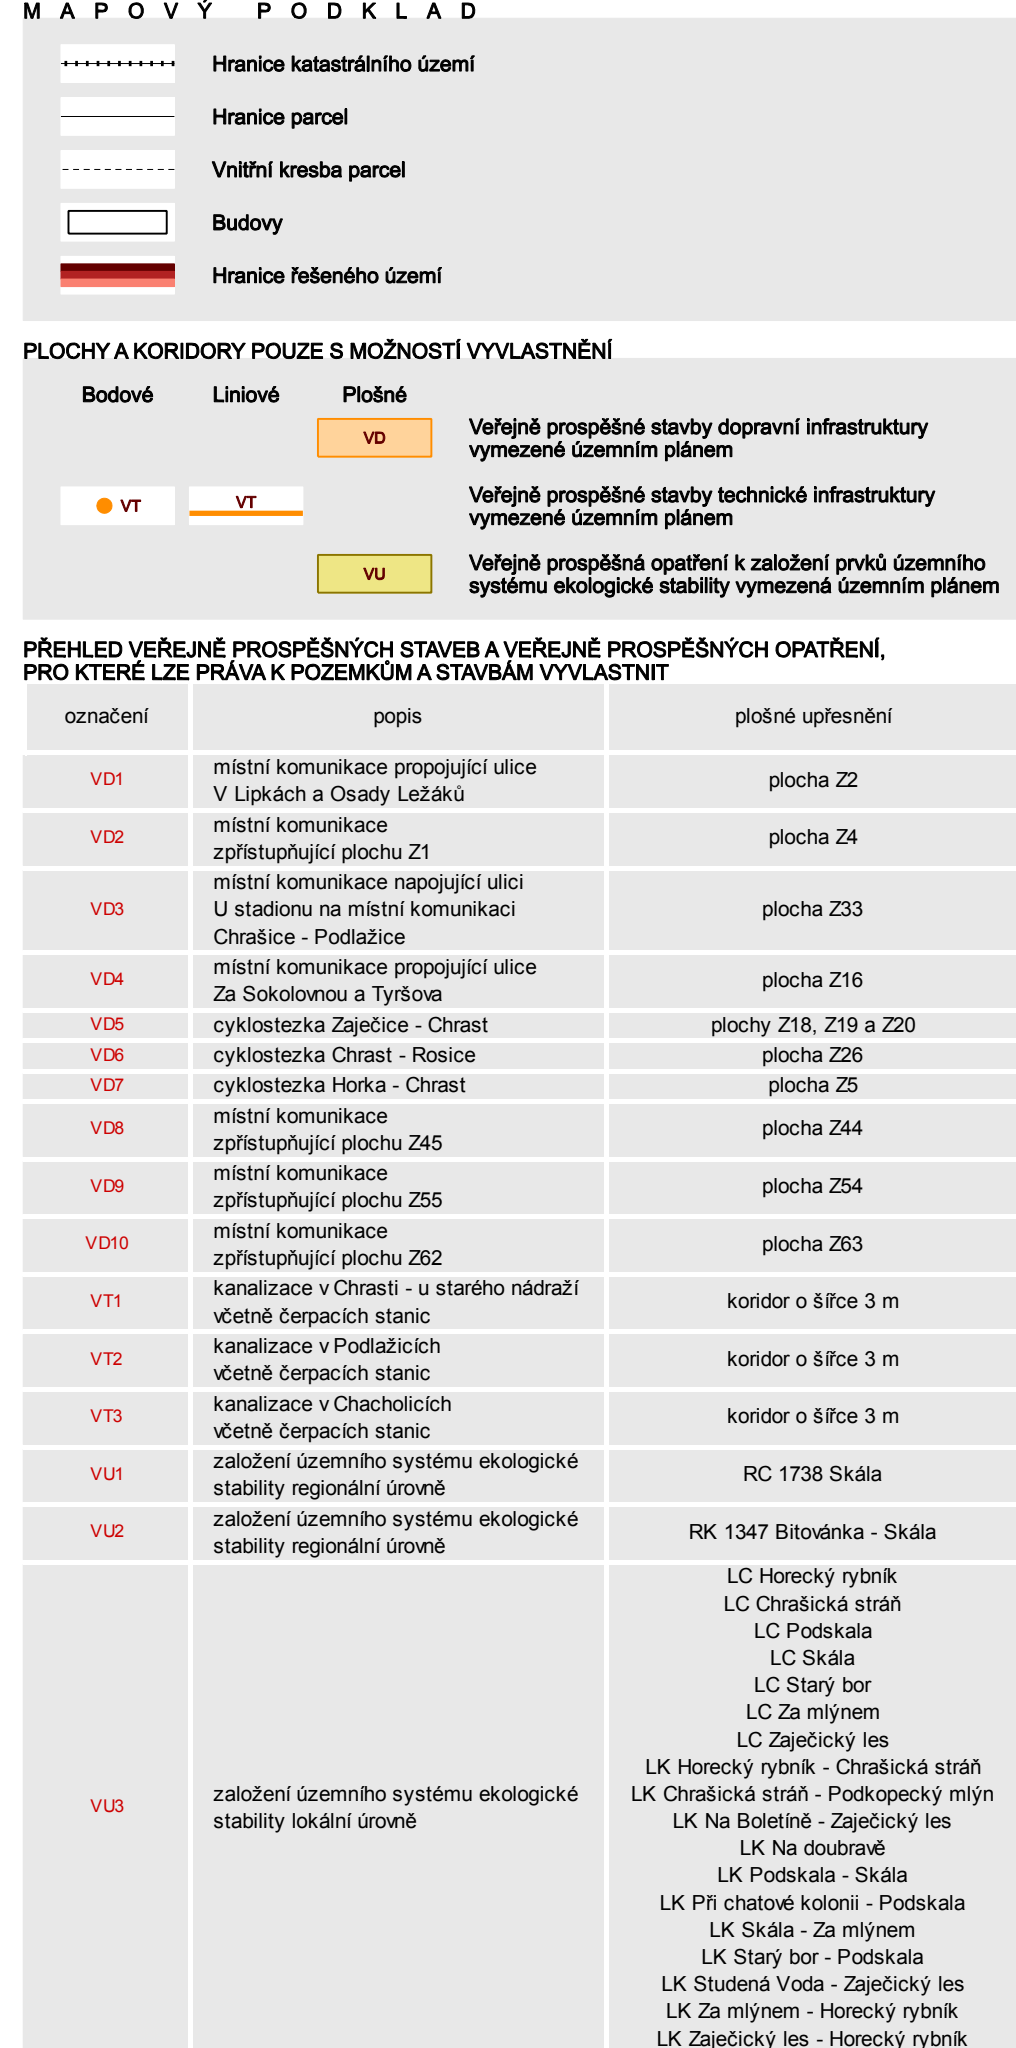 MAPOVÝ PODKLAD
Hranice katastrálního území
Hranice parcel
Vnitřní kresba parcel
Budovy
Hranice řešeného území
PLOCHY A KORIDORY POUZE S MOŽNOSTÍ VYVLASTNĚNÍ
Bodové Liniové Plošné
VD
Veřejně prospěšné stavby dopravní infrastruktury
vymezené územním plánem
VT VT
Veřejně prospěšné stavby technické infrastruktury
vymezené územním plánem
VU
Veřejně prospěšná opatření k založení prvků územního
systému ekologické stability vymezená územním plánem
PŘEHLED VEŘEJNĚ PROSPĚŠNÝCH STAVEB A VEŘEJNĚ PROSPĚŠNÝCH OPATŘENÍ,
PRO KTERÉ LZE PRÁVA K POZEMKŮM A STAVBÁM VYVLASTNIT
označení popis plošné upřesnění
VD1
místní komunikace propojující ulice
V Lipkách a Osady Ležáků
plocha Z2
VD2
místní komunikace
zpřístupňující plochu Z1
plocha Z4
VD3
místní komunikace napojující ulici
U stadionu na místní komunikaci
Chrašice - Podlažice
plocha Z33
VD4
místní komunikace propojující ulice
Za Sokolovnou a Tyršova
plocha Z16
VD5 cyklostezka Zaječice - Chrast plochy Z18, Z19 a Z20
VD6 cyklostezka Chrast - Rosice plocha Z26
VD7 cyklostezka Horka - Chrast plocha Z5
VD8
místní komunikace
zpřístupňující plochu Z45
plocha Z44
VD9
místní komunikace
zpřístupňující plochu Z55
plocha Z54
VD10
místní komunikace
zpřístupňující plochu Z62
plocha Z63
VT1
kanalizace v Chrasti - u starého nádraží
včetně čerpacích stanic
koridor o šířce 3 m
VT2
kanalizace v Podlažicích
včetně čerpacích stanic
koridor o šířce 3 m
VT3
kanalizace v Chacholicích
včetně čerpacích stanic
koridor o šířce 3 m
VU1
založení územního systému ekologické
stability regionální úrovně
RC 1738 Skála
VU2
založení územního systému ekologické
stability regionální úrovně
RK 1347 Bitovánka - Skála
VU3
založení územního systému ekologické
stability lokální úrovně
LC Horecký rybník
LC Chrašická stráň
LC Podskala
LC Skála
LC Starý bor
LC Za mlýnem
LC Zaječický les
LK Horecký rybník - Chrašická stráň
LK Chrašická stráň - Podkopecký mlýn
LK Na Boletíně - Zaječický les
LK Na doubravě
LK Podskala - Skála
LK Při chatové kolonii - Podskala
LK Skála - Za mlýnem
LK Starý bor - Podskala
LK Studená Voda - Zaječický les
LK Za mlýnem - Horecký rybník
LK Zaječický les - Horecký rybník